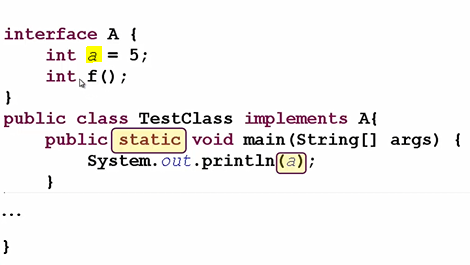 interface A {
int a = 5;
int f();
}
public class TestClass implements A{
public static void main(String[] args) {
System.out.println(a);
}
...
}